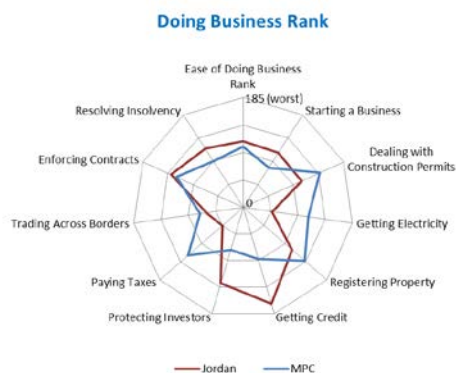 Doing Business Rank
Ease of Doing Business
Rank
185 (worst)
Resolving Insolvency
Starting a Business
Enforcing Contracts
Dealing with
Construction Permits
0
Trading Across Borders
Getting Electricity
Paying Taxes
Registering Property
Protecting Investors
Getting Credit
Jordan
MPC